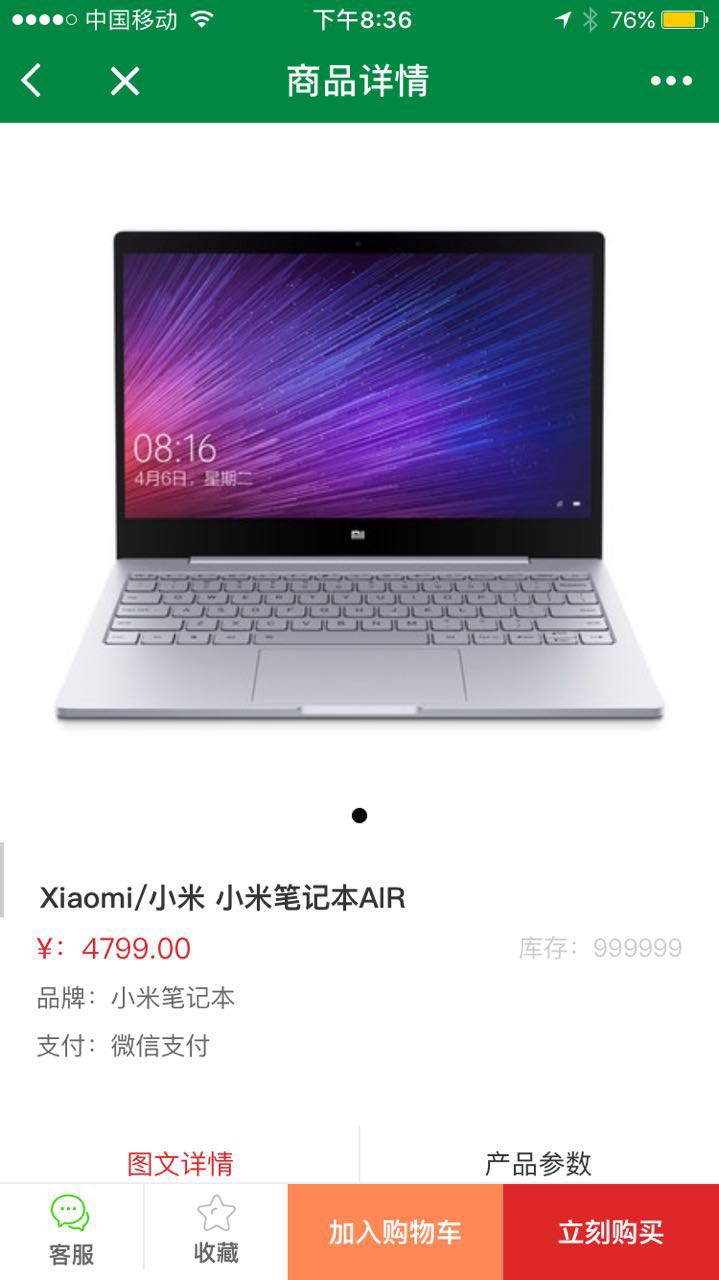 中国移动 下午8:36 76%
商品详情
08:16
4月6日，星期二
mi
Xiaomi/小米 小米笔记本AIR
¥：4799.00 库存：999999
品牌：小米笔记本
支付：微信支付
图文详情 产品参数
客服 收藏 加入购物车 立刻购买